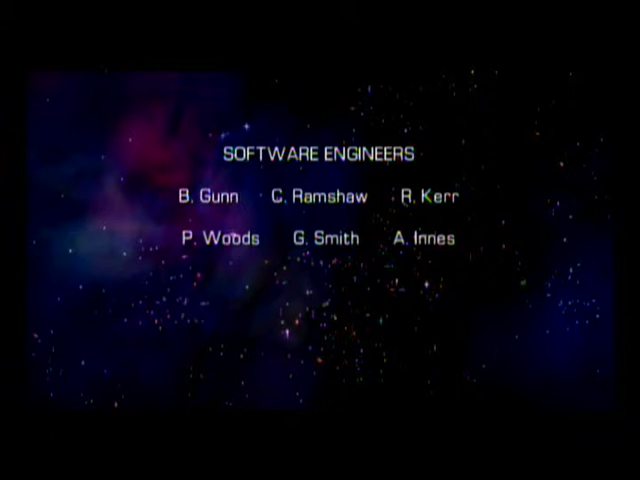 SOFTWARE ENGINEERS
B. Gunn C. Ramshaw R. Kerr
P. Woods G. Smith A. Innes